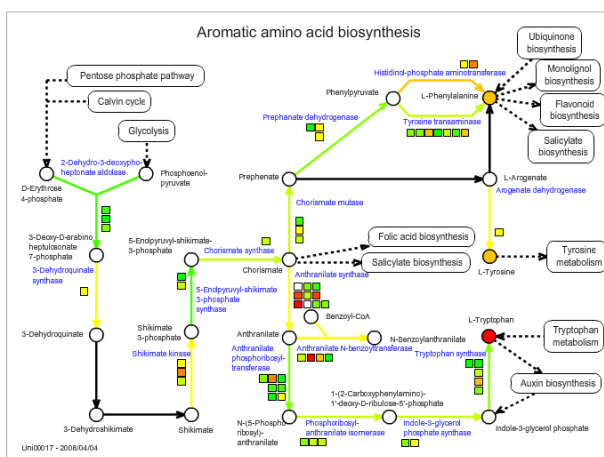 Aromatic amino acid biosynthesis
Pentose phosphate pathway
Calvin cycle
Glycolysis
2-Dehydro-3-deoxypho-
heptonate aldolase
D-Erythrose
4-phosphate
Phosphoenol-
pyruvate
3-Deoxy-D-arabino
heptulosonate
7-phosphate
3-Dehydroquinate
synthase
3-Dehydroquinate
3-Dehydroshikimate
Shikimate
Shikimate kinase
Shikimate
3-phosphate
5-Enolpyruvyl-shikimate
3-phosphate
synthase
5-Enolpyruvyl-shikimate-
3-phosphate
Chorismate synthase
Chorismate
Chorismate mutase
Prephenate
Prephanate dehydrogenase
Phenylpyruvate
Histidinol-phosphate aminotransferase
L-Phenylalanine
Tyrosine transaminase
Ubiquinone
biosynthesis
Monolignol
biosynthesis
Flavonoid
biosynthesis
Salicylate
biosynthesis
L-Arogenate
Arogenate dehydrogenase
L-Tyrosine
Tyrosine
metabolism
Folic acid biosynthesis
Salicylate biosynthesis
Anthranilate synthase
Benzoyl-CoA
Anthranilate
Anthranilate N-benzoyltransferase
N-Benzoylanthranilate
Anthranilate
phosphoribosyl-
transferase
N-(5-Phospho
ribosyl)-
anthranilate
Phosphoribosyl-
anthranilate isomerase
1-(2-Carboxyphenylamino)-
1'-deoxy-D-ribulose-5'-phosphate
Indole-3-glycerol
phosphate synthase
Indole-3-glycerol phosphate
Tryptophan synthase
L-Tryptophan
Tryptophan
metabolism
Auxin biosynthesis
Uni00017 - 2008/04/04